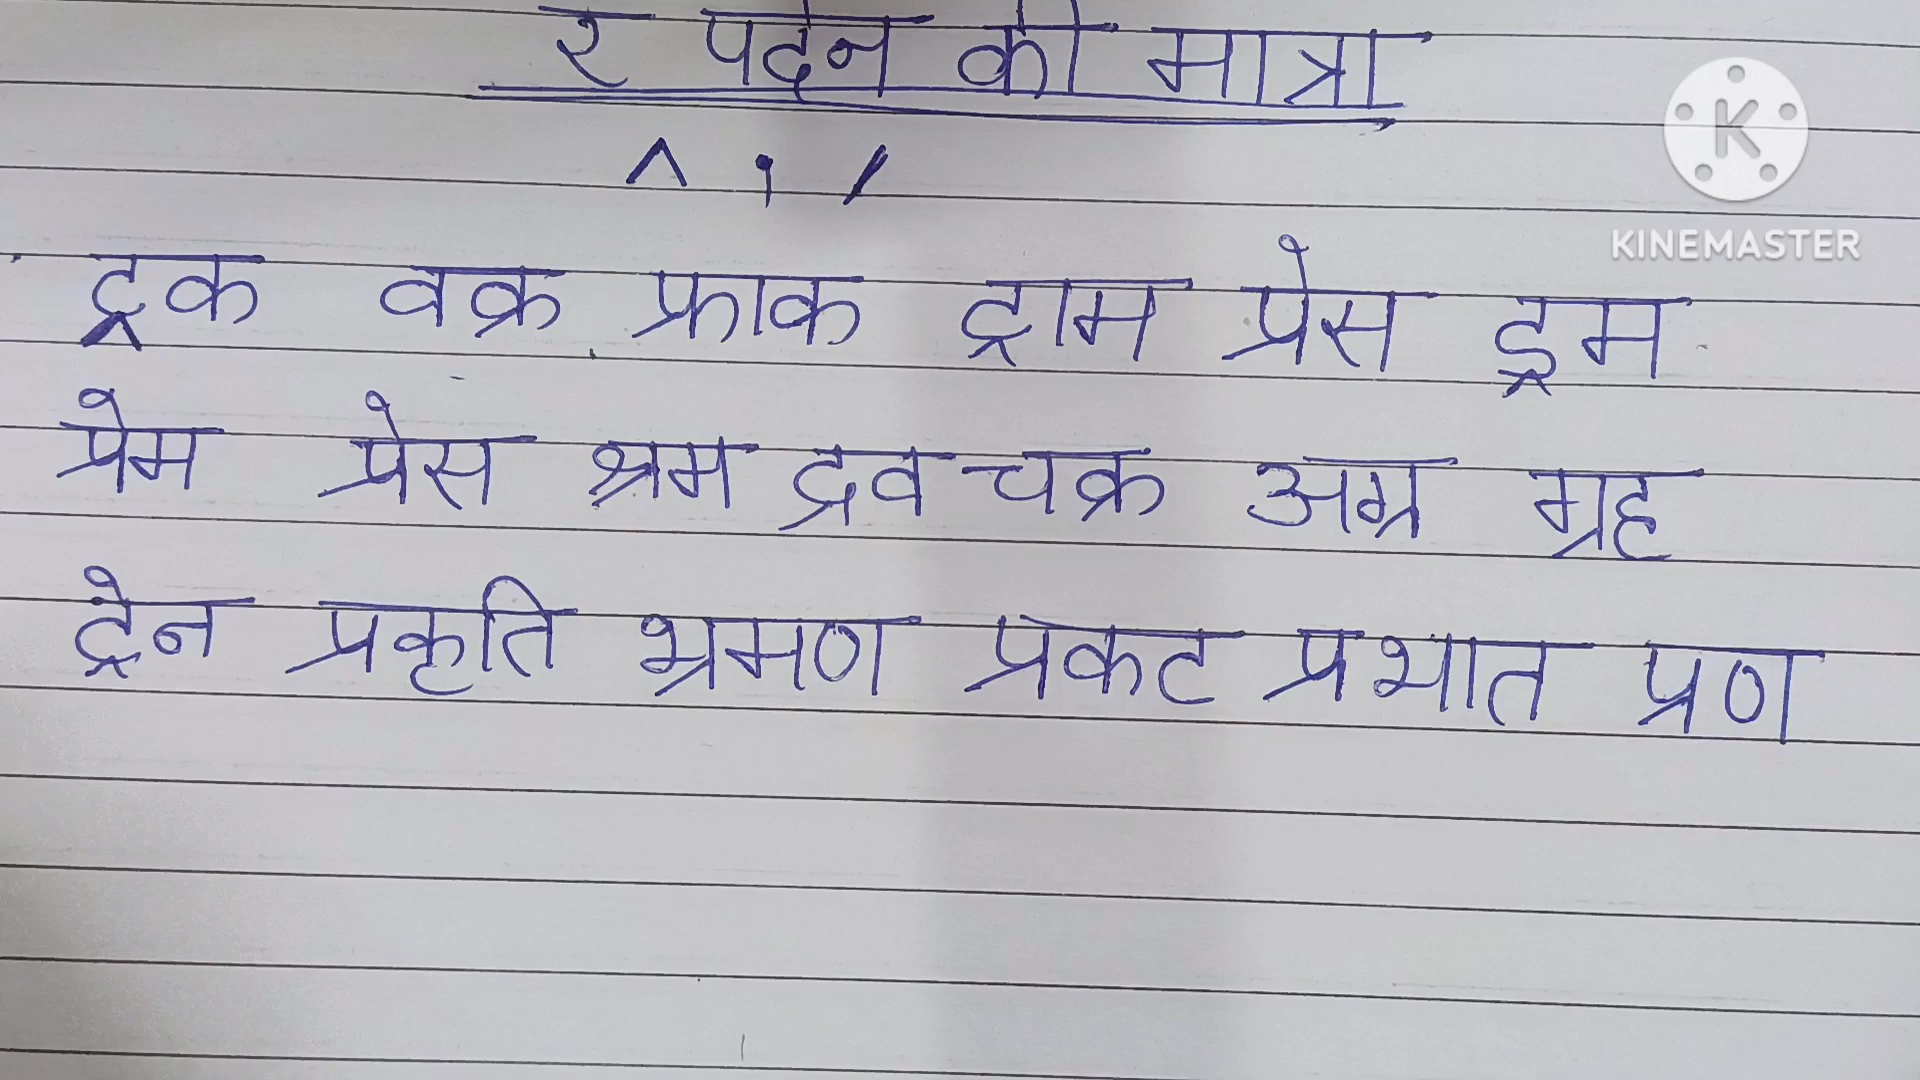 र पदेन की मात्रा
^ , /
ट्रक वक्र फ्राक ट्राम प्रेस ड्रम
प्रेम प्रेस श्रम द्रव चक्र अग्र ग्रह
ट्रेन प्रकृति भ्रमण प्रकट प्रभात प्रण
K
KINEMASTER